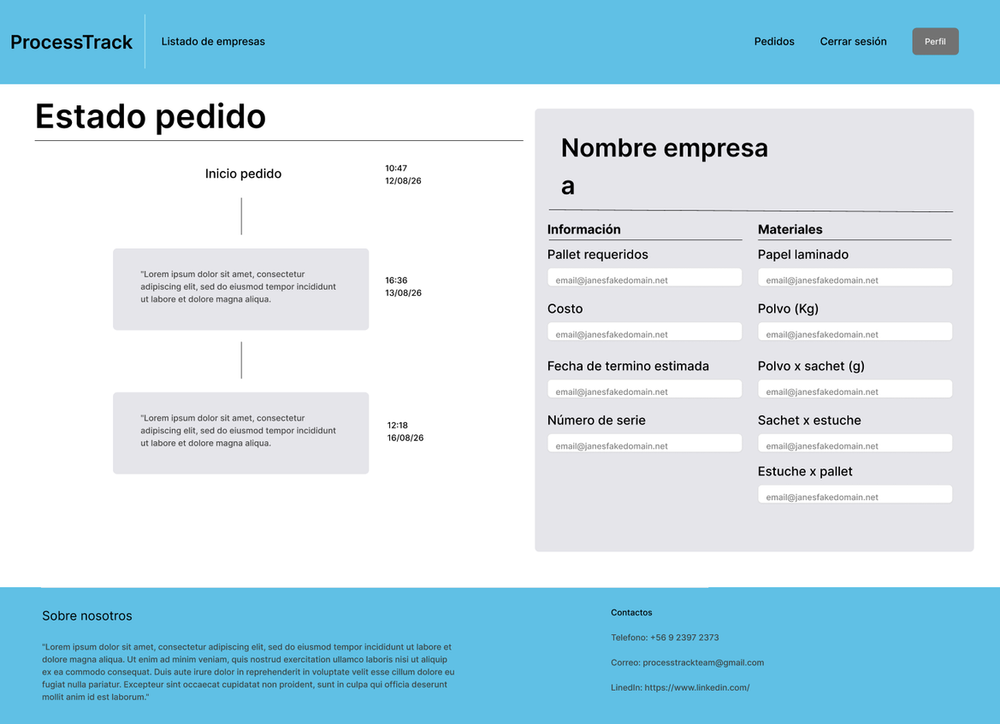 ProcessTrack
Listado de empresas
Pedidos
Cerrar sesión
Perfil
Estado pedido
Inicio pedido
10:47
12/08/26
"Lorem ipsum dolor sit amet, consectetur
adipiscing elit, sed do eiusmod tempor incididunt
ut labore et dolore magna aliqua.
16:36
13/08/26
"Lorem ipsum dolor sit amet, consectetur
adipiscing elit, sed do eiusmod tempor incididunt
ut labore et dolore magna aliqua.
12:18
16/08/26
Nombre empresa
a
Información
Pallet requeridos
email@janesfakedomain.net
Costo
email@janesfakedomain.net
Fecha de termino estimada
email@janesfakedomain.net
Número de serie
email@janesfakedomain.net
Materiales
Papel laminado
email@janesfakedomain.net
Polvo (Kg)
email@janesfakedomain.net
Polvo x sachet (g)
email@janesfakedomain.net
Sachet x estuche
email@janesfakedomain.net
Estuche x pallet
email@janesfakedomain.net
Sobre nosotros
"Lorem ipsum dolor sit amet, consectetur adipiscing elit, sed do eiusmod tempor incididunt ut labore et
dolore magna aliqua. Ut enim ad minim veniam, quis nostrud exercitation ullamco laboris nisi ut aliquip
ex ea commodo consequat. Duis aute irure dolor in reprehenderit in voluptate velit esse cillum dolore eu
fugiat nulla pariatur. Excepteur sint occaecat cupidatat non proident, sunt in culpa qui officia deserunt
mollit anim id est laborum."
Contactos
Telefono: +56 9 2397 2373
Correo: processtrackteam@gmail.com
LinedIn: https://www.linkedin.com/